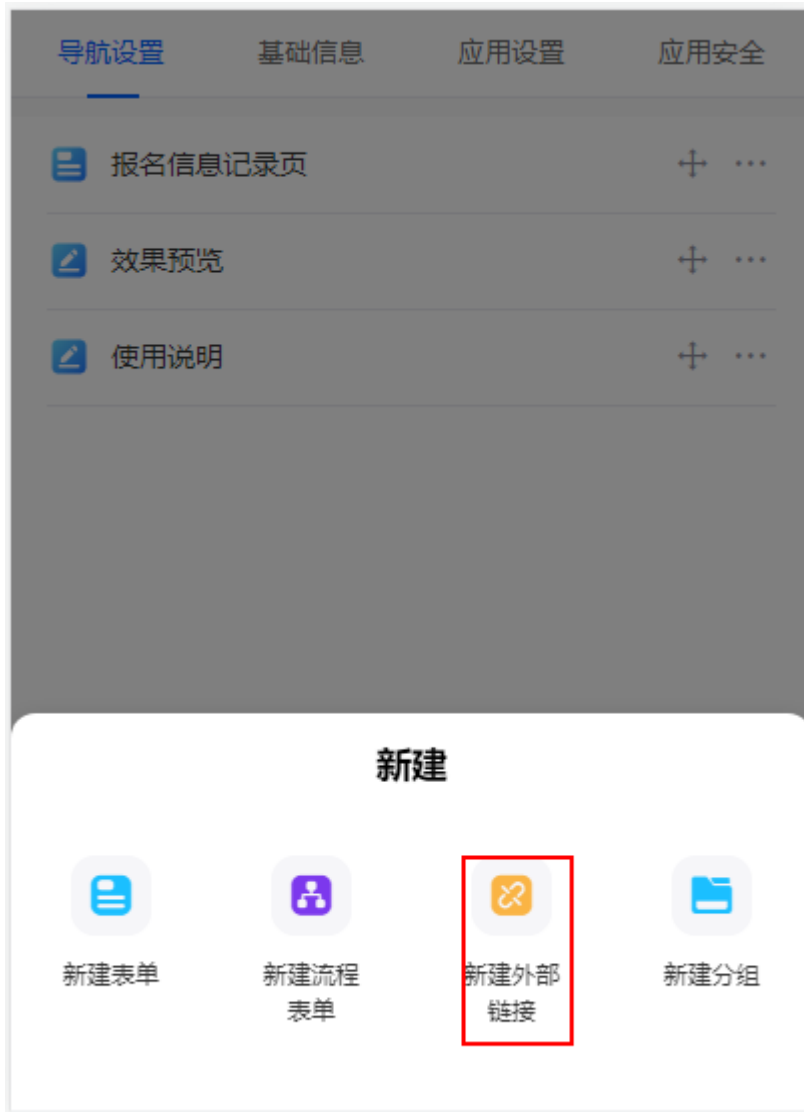 导航设置 基础信息 应用设置 应用安全
报名信息记录页
效果预览
使用说明
新建
新建表单 新建流程 新建外部 新建分组
表单 链接